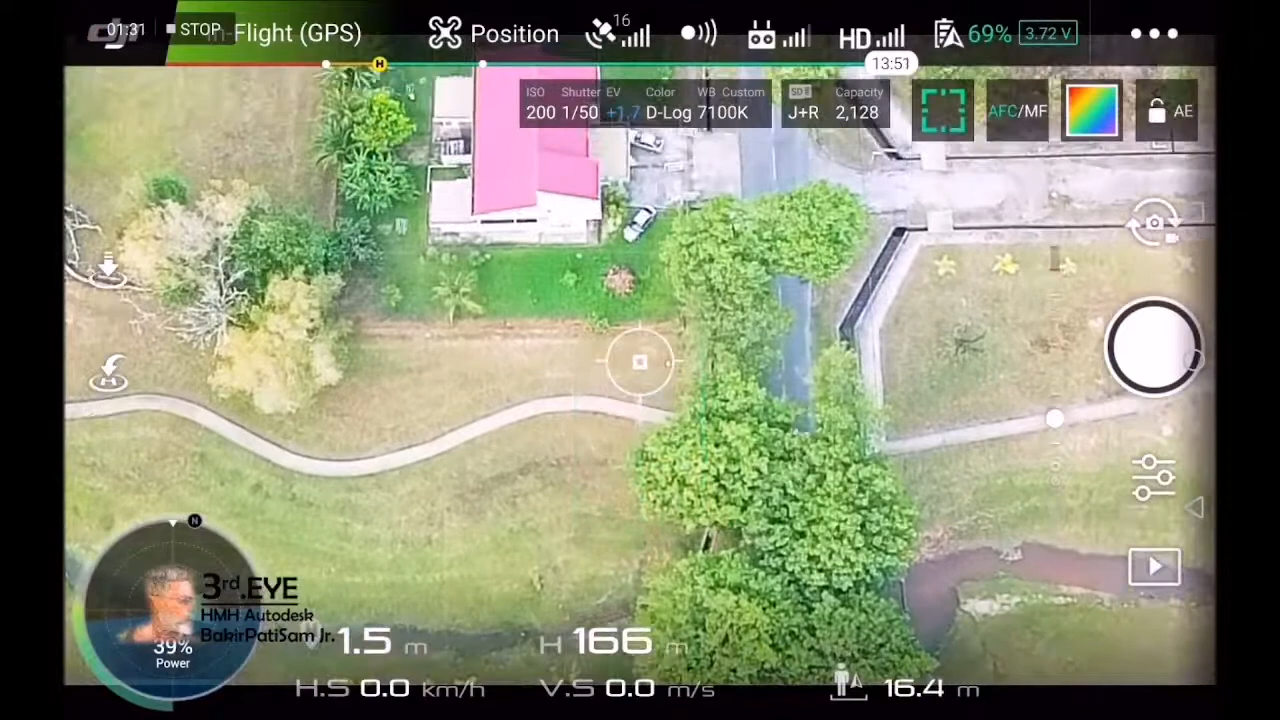 dji
01:31 STOP
n-Flight (GPS)
Position
16
HD
69% 3.72 V
H
13:51
ISO Shutter EV Color WB Custom
200 1/50 +1.7 D-Log 7100K
SD
J+R
Capacity
2,128
AFC/MF
AE
N
3rd.EYE
HMH Autodesk
BakirPatiSam Jr.
39%
Power
1.5 m
H 166 m
H.S 0.0 km/h
V.S 0.0 m/s
16.4 m